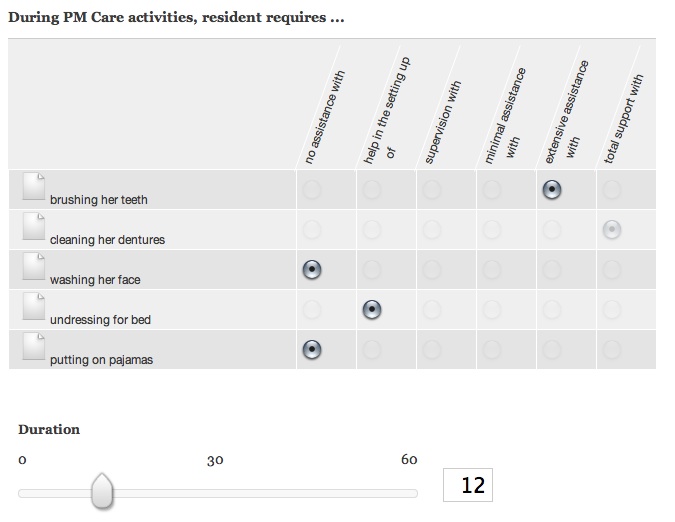 During PM Care activities, resident requires ...
no assistance with
help in the setting up
of
supervision with
minimal assistance
with
extensive assistance
with
total support with
brushing her teeth
cleaning her dentures
washing her face
undressing for bed
putting on pajamas
Duration
0 30 60
12